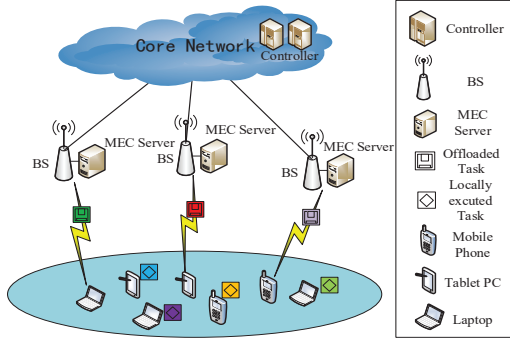 Core Network
Controller
MEC Server
BS
MEC Server
BS
MEC Server
BS
Controller
BS
MEC
Server
Offloaded
Task
Locally
excuted
Task
Mobile
Phone
Tablet PC
Laptop